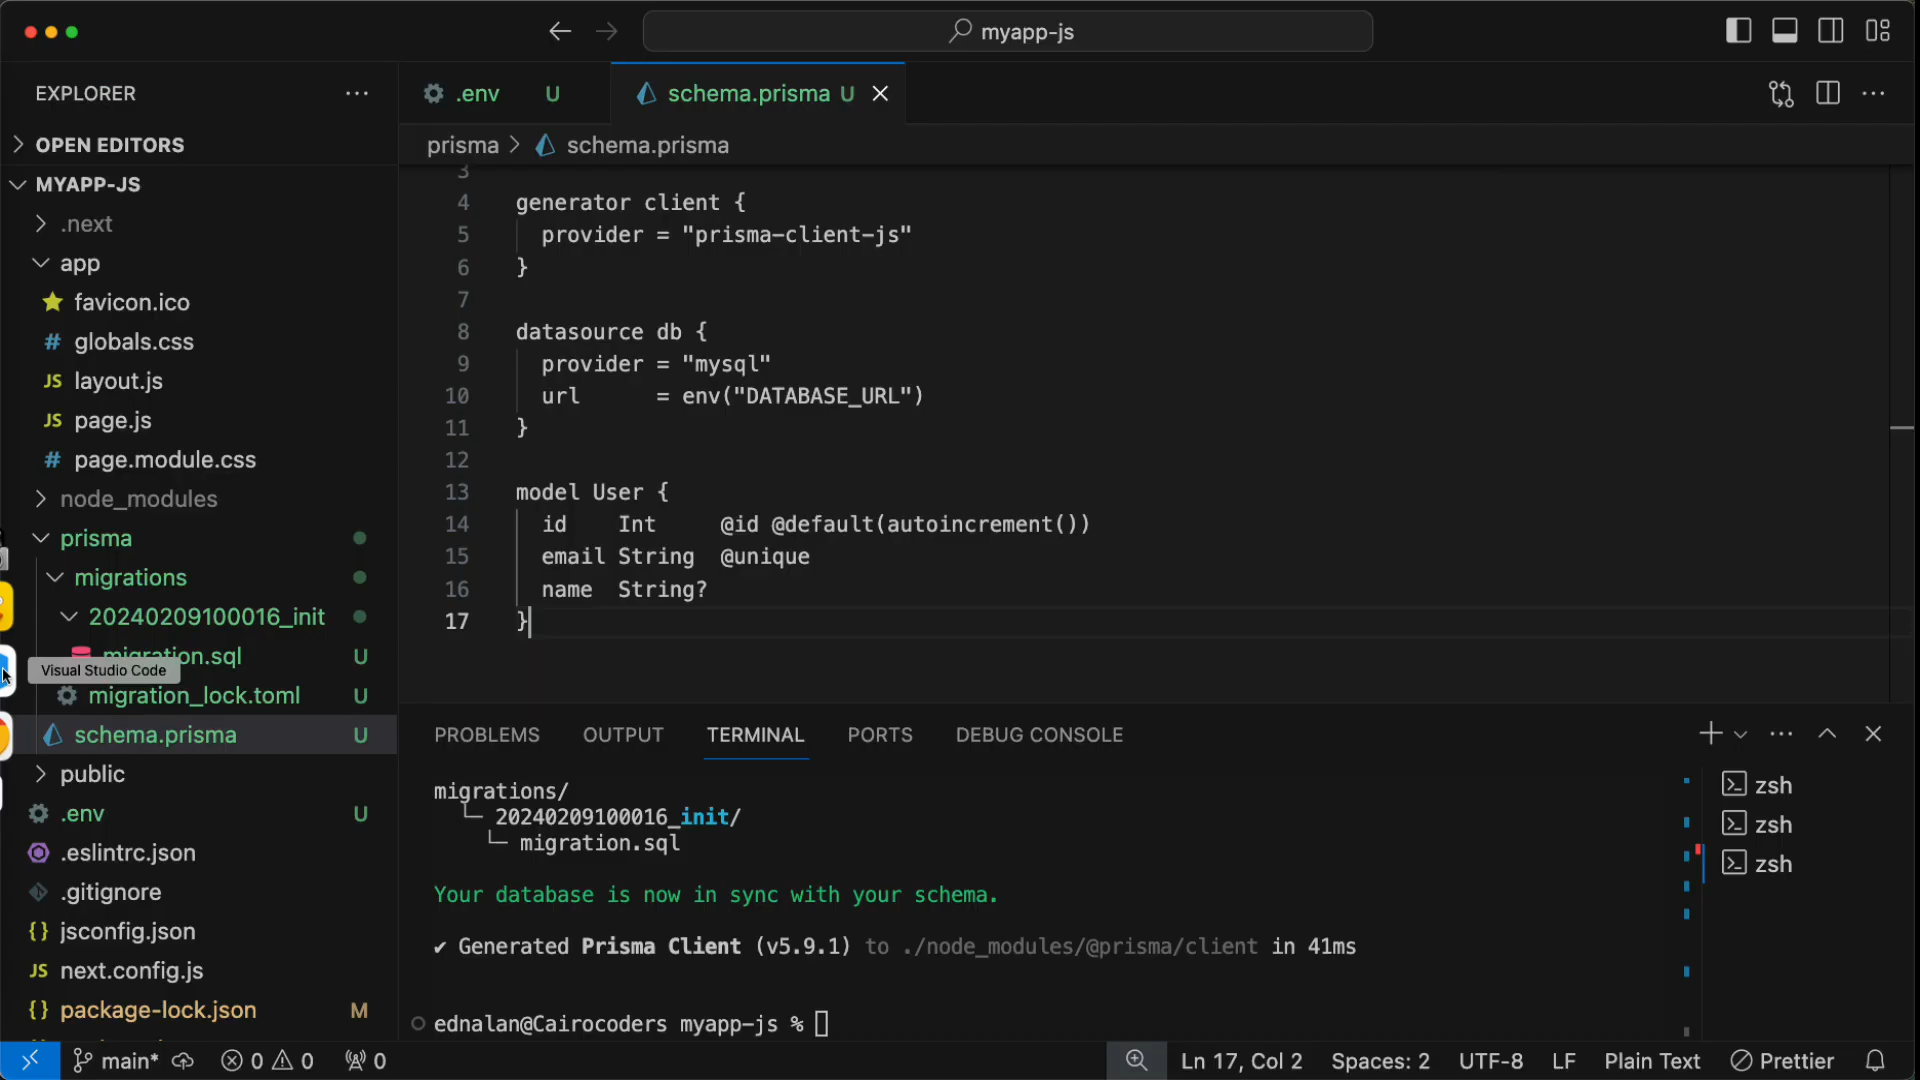 myapp-js
EXPLORER
OPEN EDITORS
MYAPP-JS
.next
app
favicon.ico
# globals.css
JS layout.js
JS page.js
# page.module.css
node_modules
prisma
migrations
20240209100016_init
migration.sql U
Visual Studio Code
migration_lock.toml U
schema.prisma U
public
.env U
.eslintrc.json
.gitignore
{} jsconfig.json
JS next.config.js
{} package-lock.json M
.env U
schema.prisma U
prisma > schema.prisma
3
4 generator client {
5 provider = "prisma-client-js"
6 }
7
8 datasource db {
9 provider = "mysql"
10 url = env("DATABASE_URL")
11 }
12
13 model User {
14 id Int @id @default(autoincrement())
15 email String @unique
16 name String?
17 }
PROBLEMS OUTPUT TERMINAL PORTS DEBUG CONSOLE
migrations/
└─ 20240209100016_init/
└─ migration.sql
Your database is now in sync with your schema.
✔ Generated Prisma Client (v5.9.1) to ./node_modules/@prisma/client in 41ms
ednalan@Cairocoders myapp-js %
zsh
zsh
zsh
main* 0 0 0 Ln 17, Col 2 Spaces: 2 UTF-8 LF Plain Text Prettier